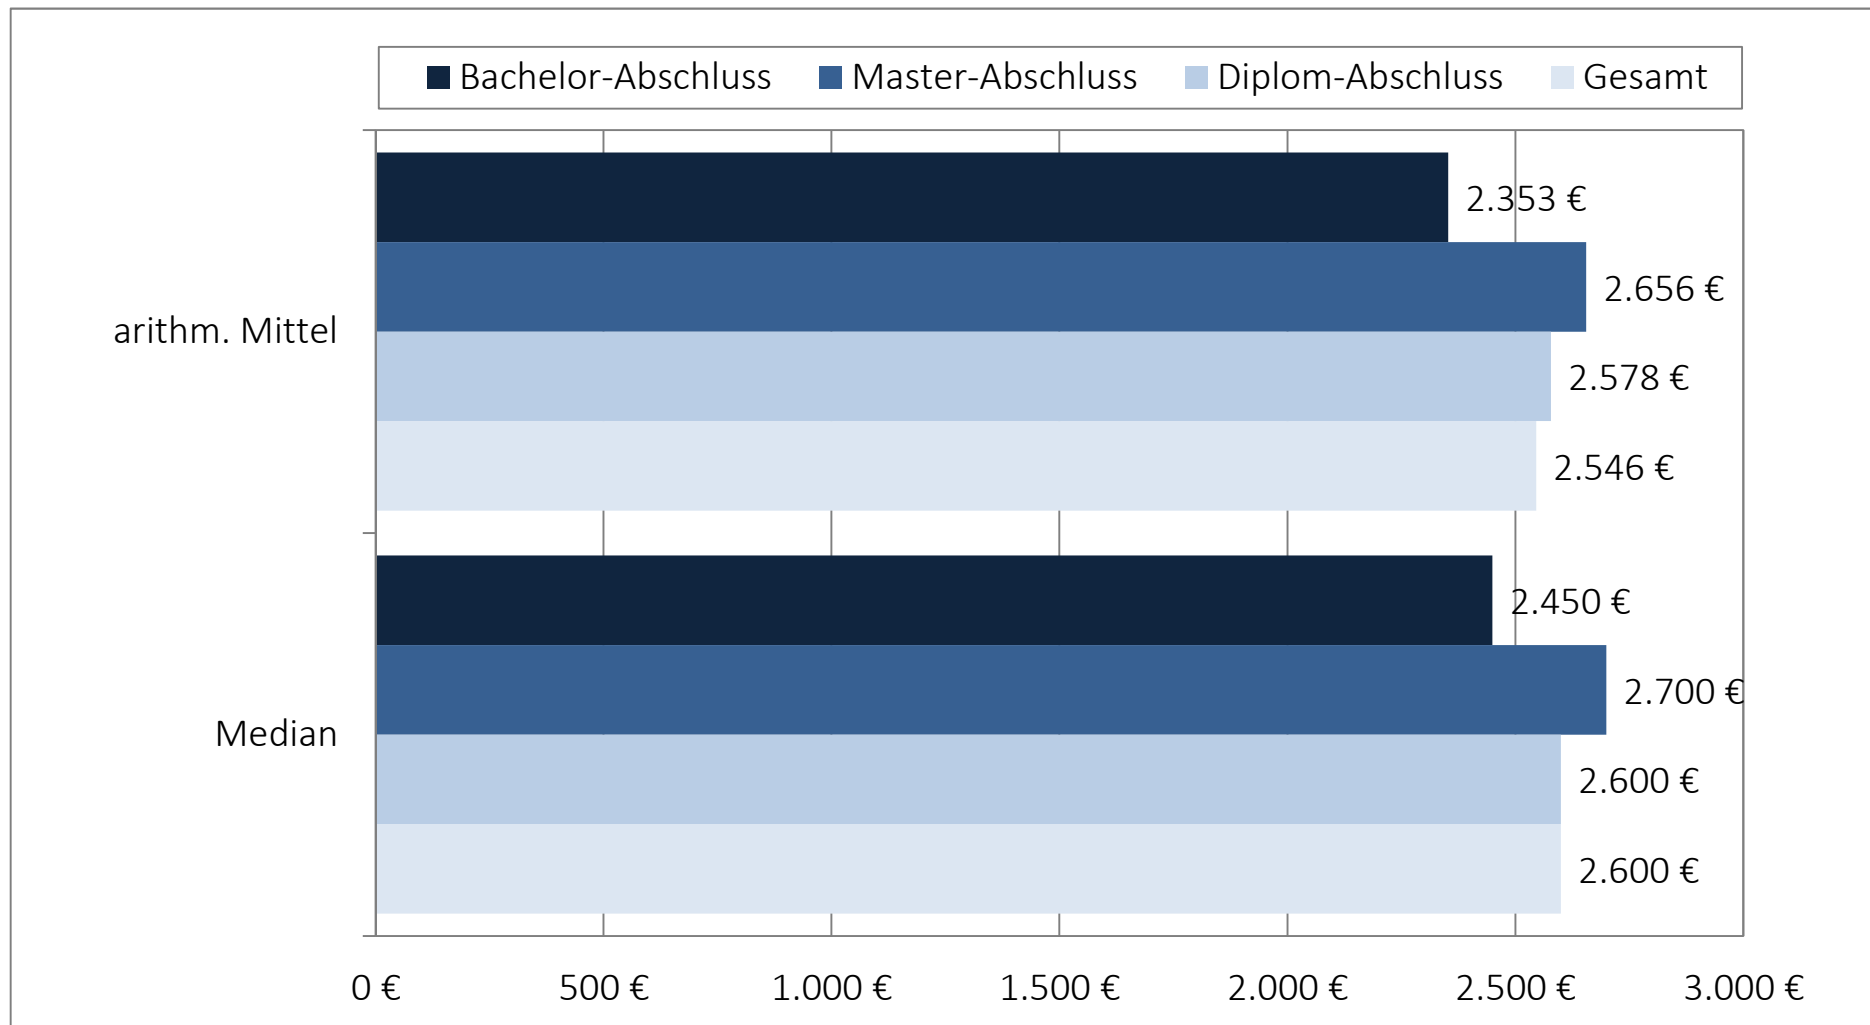 Bachelor-Abschluss Master-Abschluss Diplom-Abschluss Gesamt
2.353 €
2.656 €
arithm. Mittel
2.578 €
2.546 €
2.450 €
2.700 €
Median
2.600 €
2.600 €
0 € 500 € 1.000 € 1.500 € 2.000 € 2.500 € 3.000 €